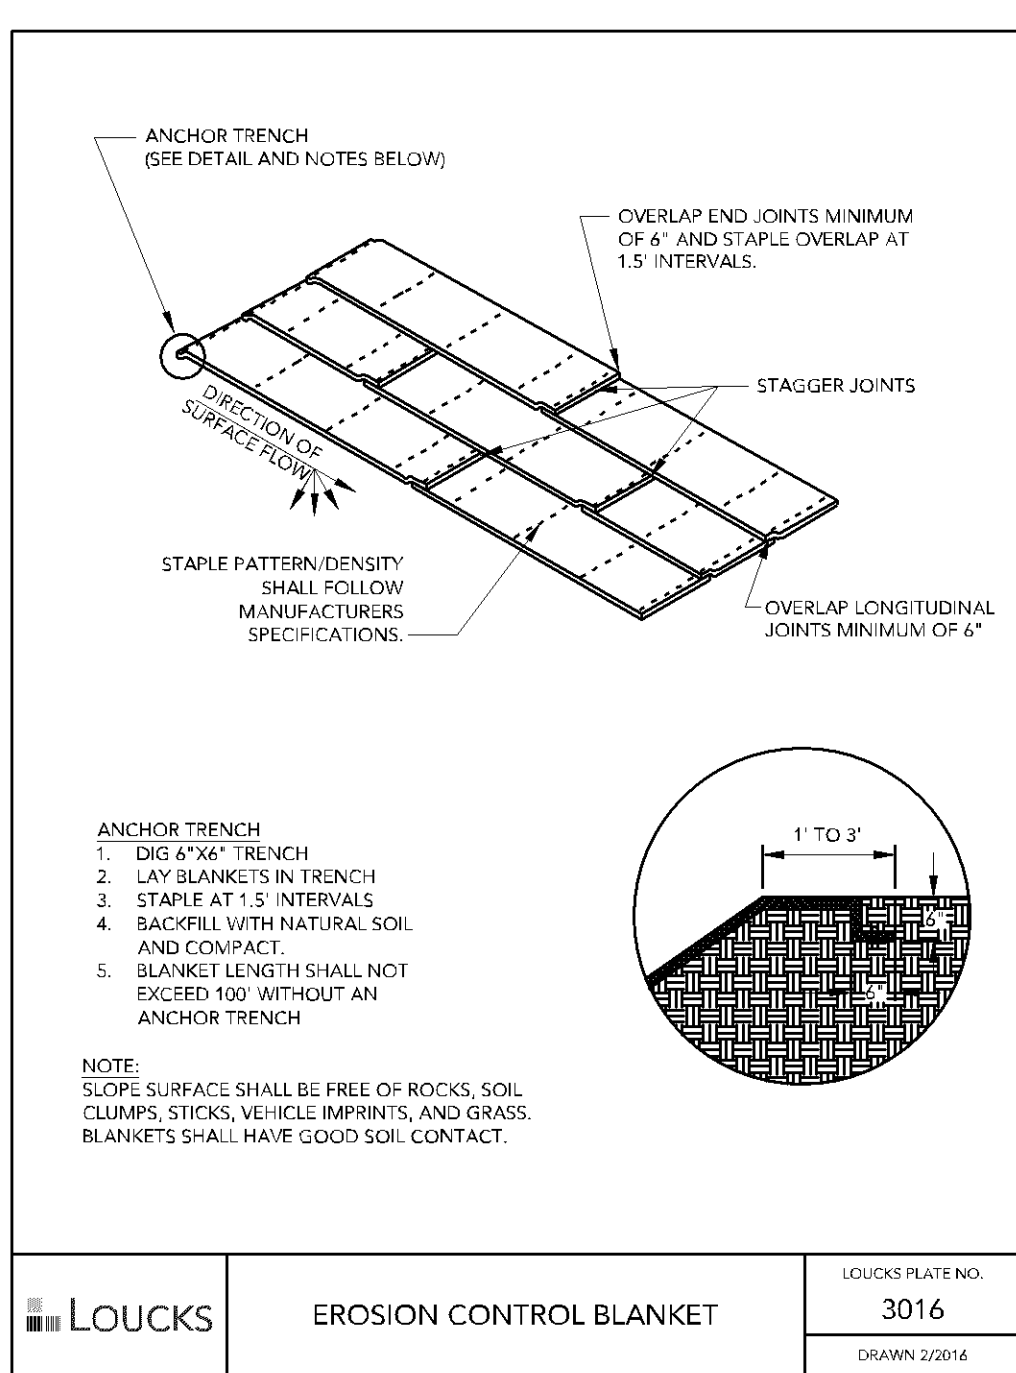 ANCHOR TRENCH
(SEE DETAIL AND NOTES BELOW)
OVERLAP END JOINTS MINIMUM
OF 6" AND STAPLE OVERLAP AT
1.5' INTERVALS.
STAGGER JOINTS
DIRECTION OF
SURFACE FLOW
STAPLE PATTERN/DENSITY
SHALL FOLLOW
MANUFACTURERS
SPECIFICATIONS.
OVERLAP LONGITUDINAL
JOINTS MINIMUM OF 6"
ANCHOR TRENCH
1. DIG 6"X6" TRENCH
2. LAY BLANKETS IN TRENCH
3. STAPLE AT 1.5' INTERVALS
4. BACKFILL WITH NATURAL SOIL
AND COMPACT.
5. BLANKET LENGTH SHALL NOT
EXCEED 100' WITHOUT AN
ANCHOR TRENCH
1' TO 3'
6"
6"
NOTE:
SLOPE SURFACE SHALL BE FREE OF ROCKS, SOIL
CLUMPS, STICKS, VEHICLE IMPRINTS, AND GRASS.
BLANKETS SHALL HAVE GOOD SOIL CONTACT.
LOUCKS
EROSION CONTROL BLANKET
LOUCKS PLATE NO.
3016
DRAWN 2/2016